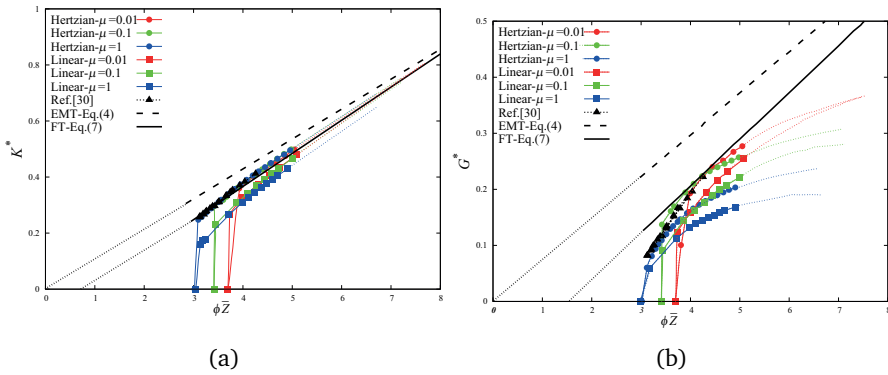 Hertzian-μ=0.01
Hertzian-μ=0.1
Hertzian-μ=1
Linear-μ=0.01
Linear-μ=0.1
Linear-μ=1
Ref.[30]
EMT-Eq.(4)
FT-Eq.(7)
K*
1
0.8
0.6
0.4
0.2
0
0 1 2 3 4 5 6 7 8
ϕZ̅
(a)
Hertzian-μ=0.01
Hertzian-μ=0.1
Hertzian-μ=1
Linear-μ=0.01
Linear-μ=0.1
Linear-μ=1
Ref.[30]
EMT-Eq.(4)
FT-Eq.(7)
G*
0.5
0.4
0.3
0.2
0.1
0
0 1 2 3 4 5 6 7 8
ϕZ̅
(b)